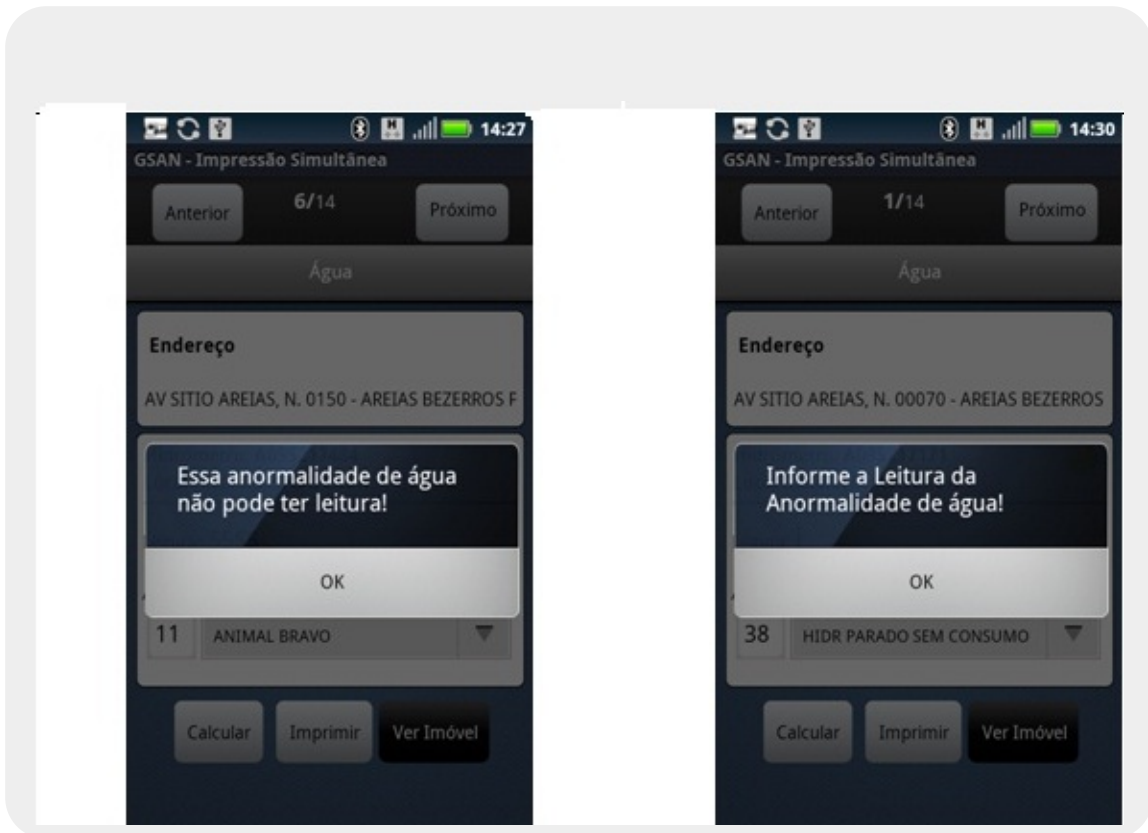 14:27
GSAN - Impressão Simultânea
Anterior
6/14
Próximo
Água
Endereço
AV SITIO AREIAS, N. 0150 - AREIAS BEZERROS F
Essa anormalidade de água
não pode ter leitura!
OK
11 ANIMAL BRAVO
Calcular
Imprimir
Ver Imóvel
14:30
GSAN - Impressão Simultânea
Anterior
1/14
Próximo
Água
Endereço
AV SITIO AREIAS, N. 00070 - AREIAS BEZERROS
Informe a Leitura da
Anormalidade de água!
OK
38 HIDR PARADO SEM CONSUMO
Calcular
Imprimir
Ver Imóvel